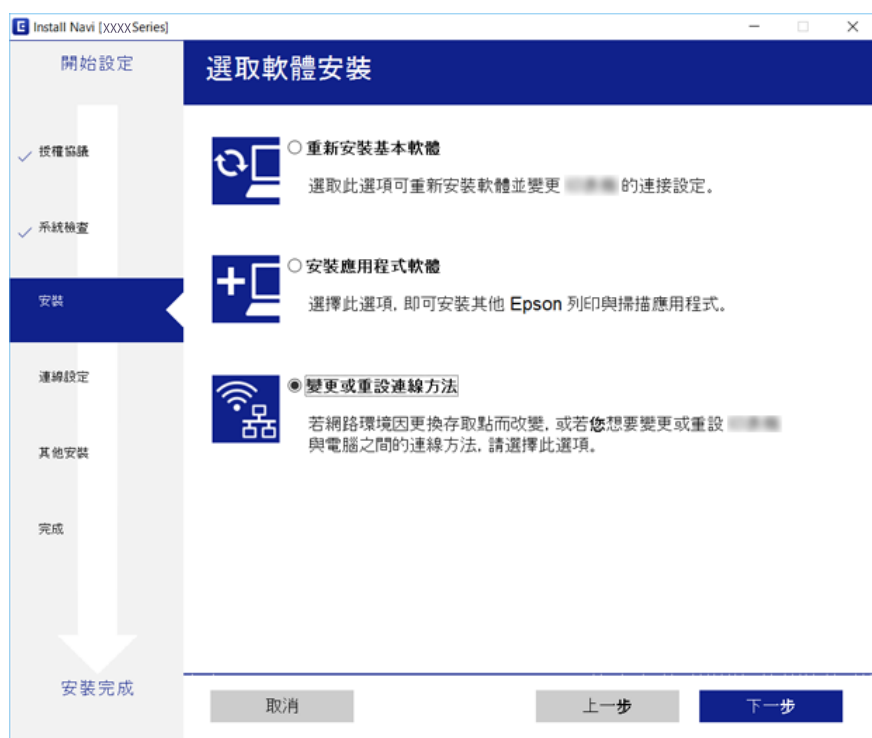 Install Navi [XXXX Series]
開始設定
授權協議
系統檢查
安裝
連線設定
其他安裝
完成
安裝完成
選取軟體安裝
重新安裝基本軟體
選取此選項可重新安裝軟體並變更 的連接設定。
安裝應用程式軟體
選擇此選項, 即可安裝其他 Epson 列印與掃描應用程式。
變更或重設連線方法
若網路環境因更換存取點而改變, 或若您想要變更或重設
與電腦之間的連線方法, 請選擇此選項。
取消
上一步
下一步